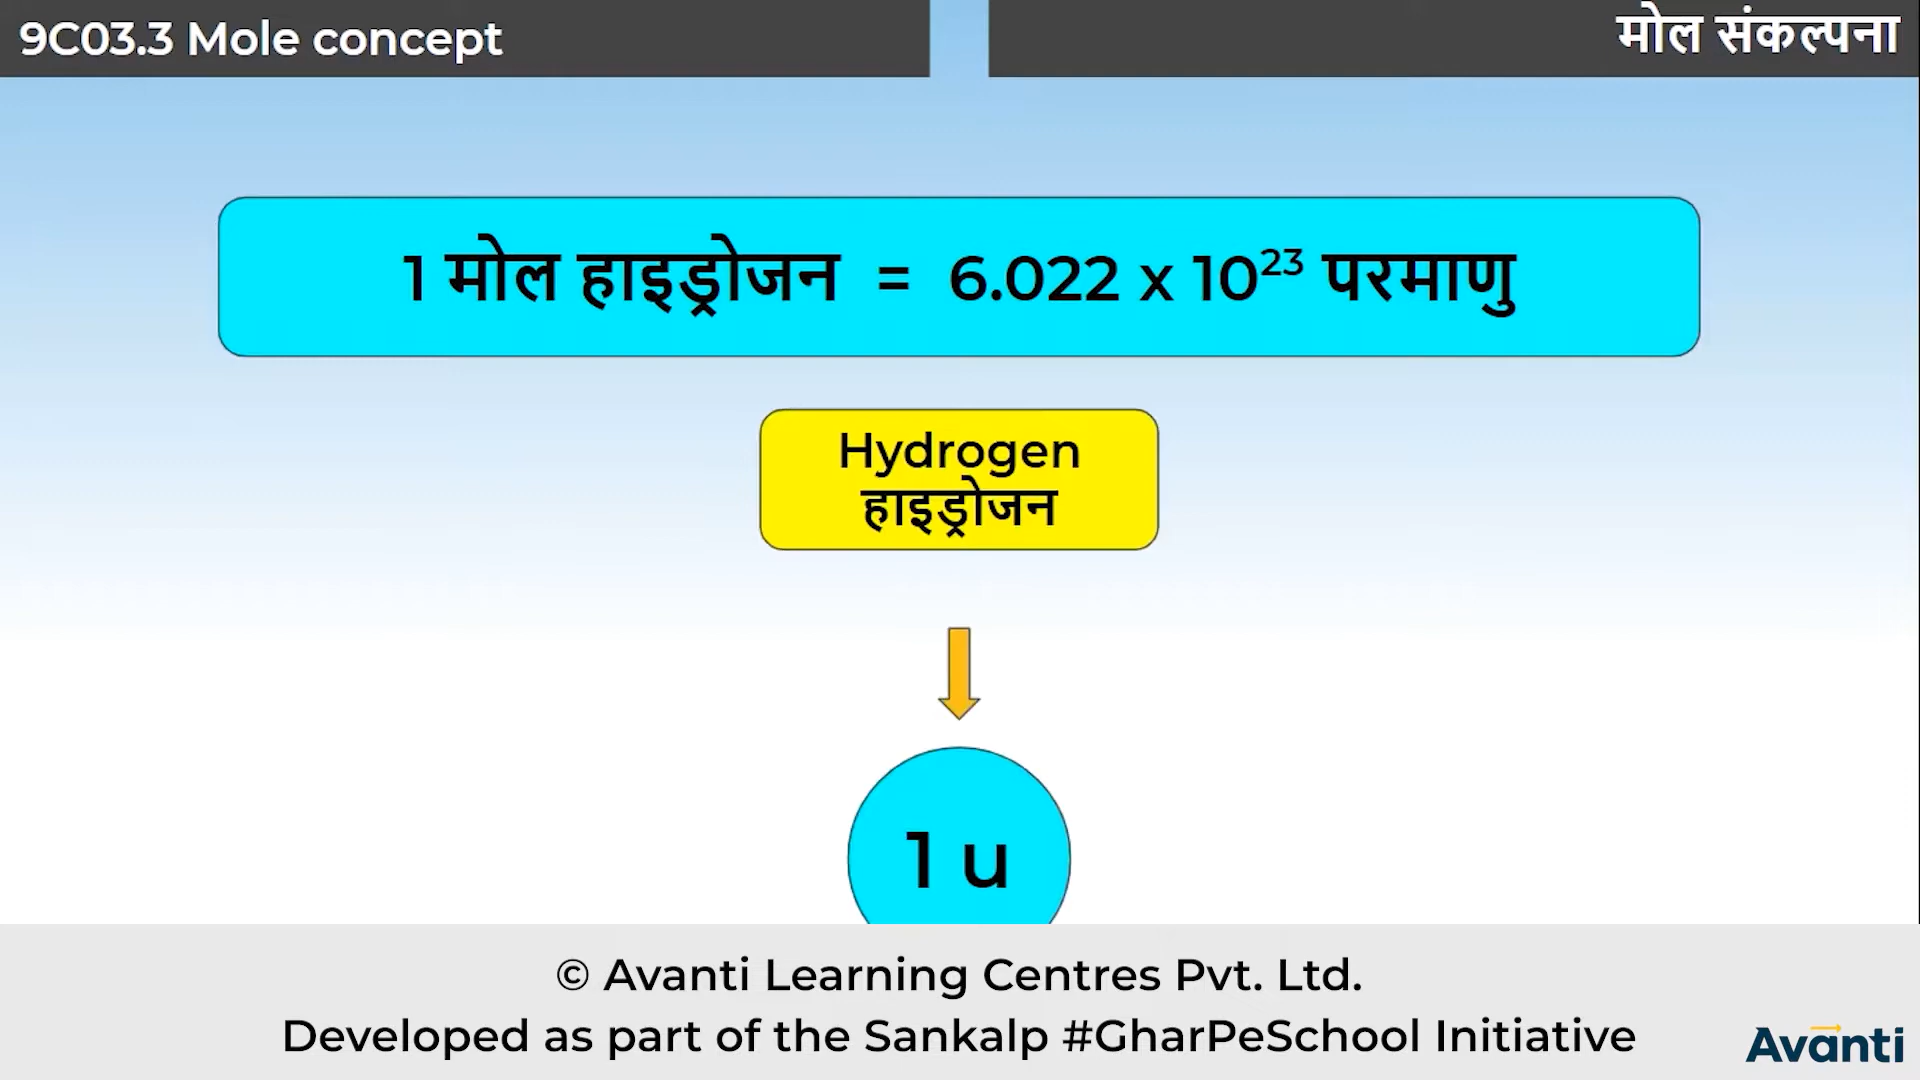 9C03.3 Mole concept
मोल संकल्पना
1 मोल हाइड्रोजन = 6.022 x 10²³ परमाणु
Hydrogen
हाइड्रोजन
1 u
© Avanti Learning Centres Pvt. Ltd.
Developed as part of the Sankalp #GharPeSchool Initiative
Avanti